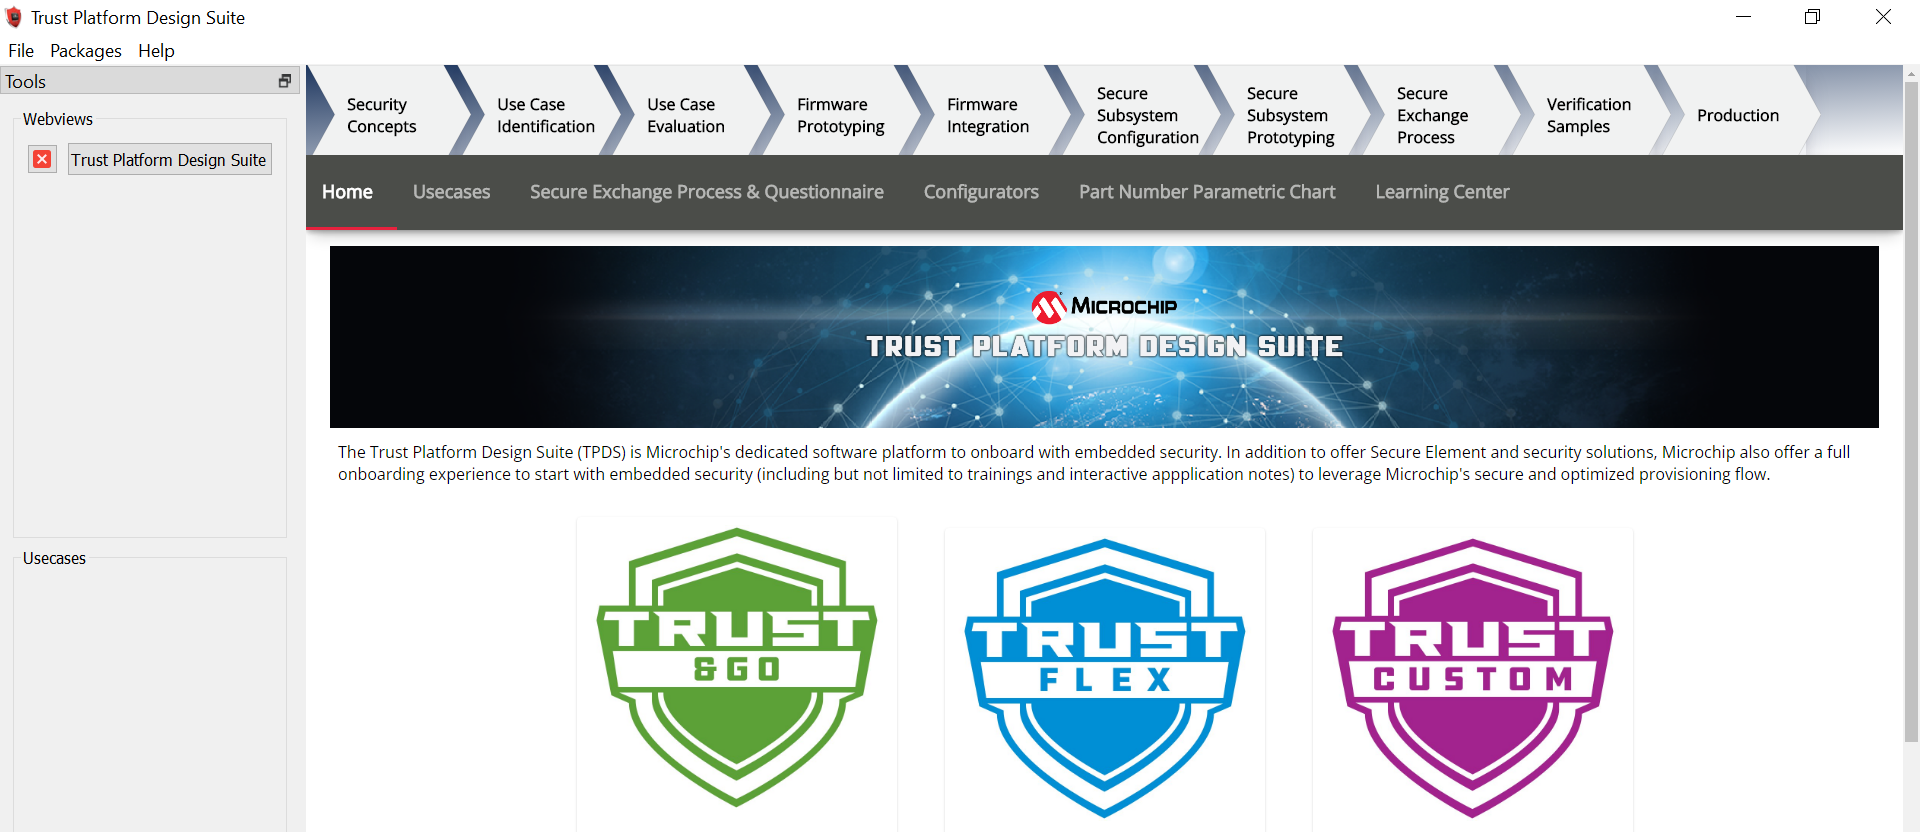 Trust Platform Design Suite
File Packages Help
Tools
Webviews
Trust Platform Design Suite
Usecases
Security
Concepts
Use Case
Identification
Use Case
Evaluation
Firmware
Prototyping
Firmware
Integration
Secure
Subsystem
Configuration
Secure
Subsystem
Prototyping
Secure
Exchange
Process
Verification
Samples
Production
Home Usecases Secure Exchange Process & Questionnaire Configurators Part Number Parametric Chart Learning Center
MICROCHIP
TRUST PLATFORM DESIGN SUITE
The Trust Platform Design Suite (TPDS) is Microchip's dedicated software platform to onboard with embedded security. In addition to offer Secure Element and security solutions, Microchip also offer a full
onboarding experience to start with embedded security (including but not limited to trainings and interactive appplication notes) to leverage Microchip's secure and optimized provisioning flow.
TRUST
&GO
TRUST
FLEX
TRUST
CUSTOM